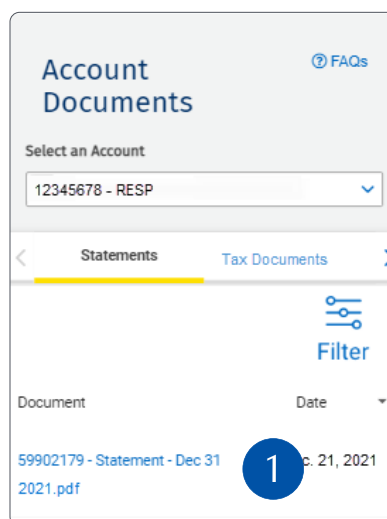 Account
Documents
FAQs
Select an Account
12345678 - RESP
Statements
Tax Documents
Filter
Document
Date
59902179 - Statement - Dec 31
2021.pdf
1
21, 2021